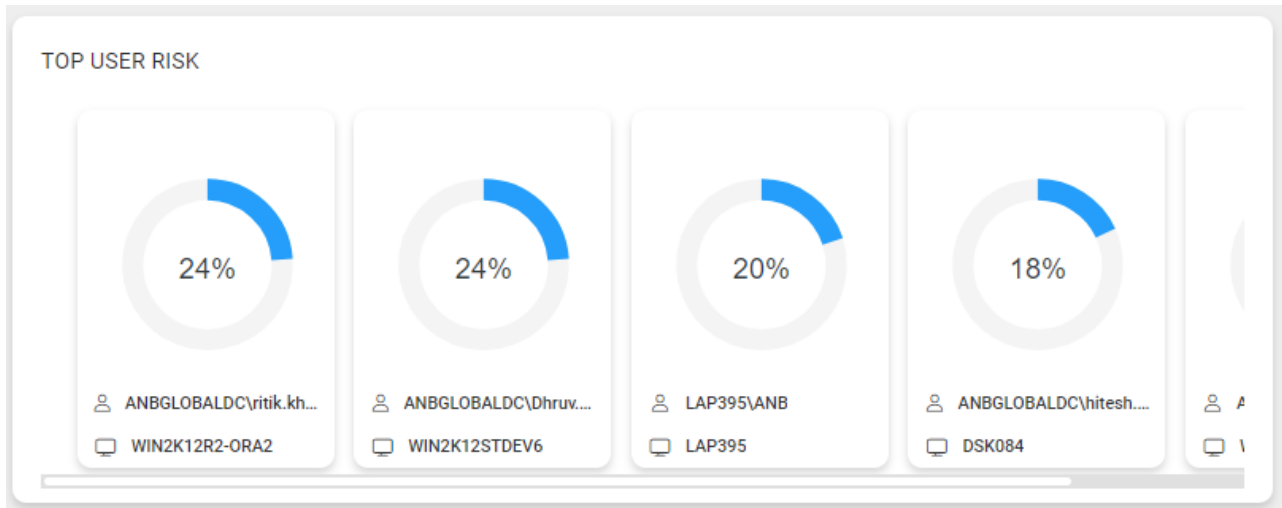 TOP USER RISK
24%
ANBGLOBALDC\ritik.kh...
WIN2K12R2-ORA2
24%
ANBGLOBALDC\Dhruv....
WIN2K12STDEV6
20%
LAP395\ANB
LAP395
18%
ANBGLOBALDC\hitesh....
DSK084